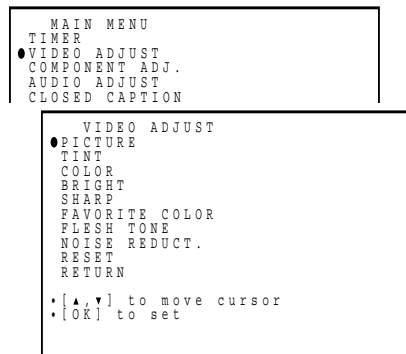 MAIN MENU
TIMER
●VIDEO ADJUST
COMPONENT ADJ.
AUDIO ADJUST
CLOSED CAPTION
VIDEO ADJUST
●PICTURE
TINT
COLOR
BRIGHT
SHARP
FAVORITE COLOR
FLESH TONE
NOISE REDUCT.
RESET
RETURN
•[▲,▼] to move cursor
•[OK] to set